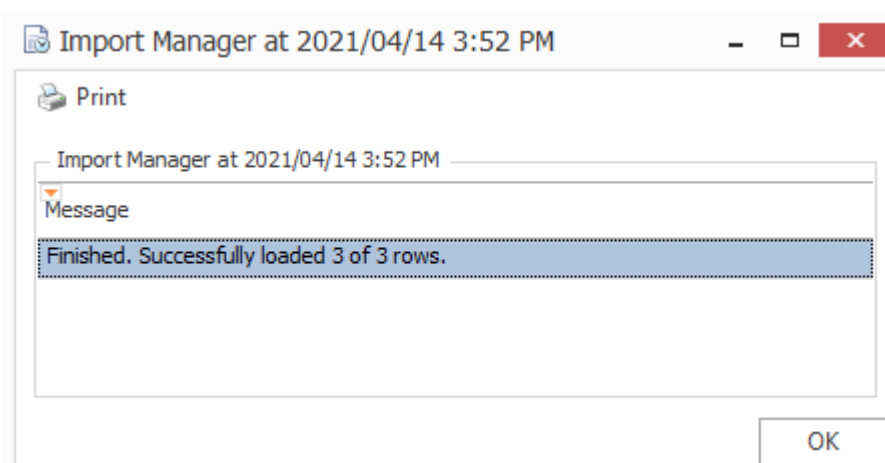 Import Manager at 2021/04/14 3:52 PM
Print
Import Manager at 2021/04/14 3:52 PM
Message
Finished. Successfully loaded 3 of 3 rows.
OK